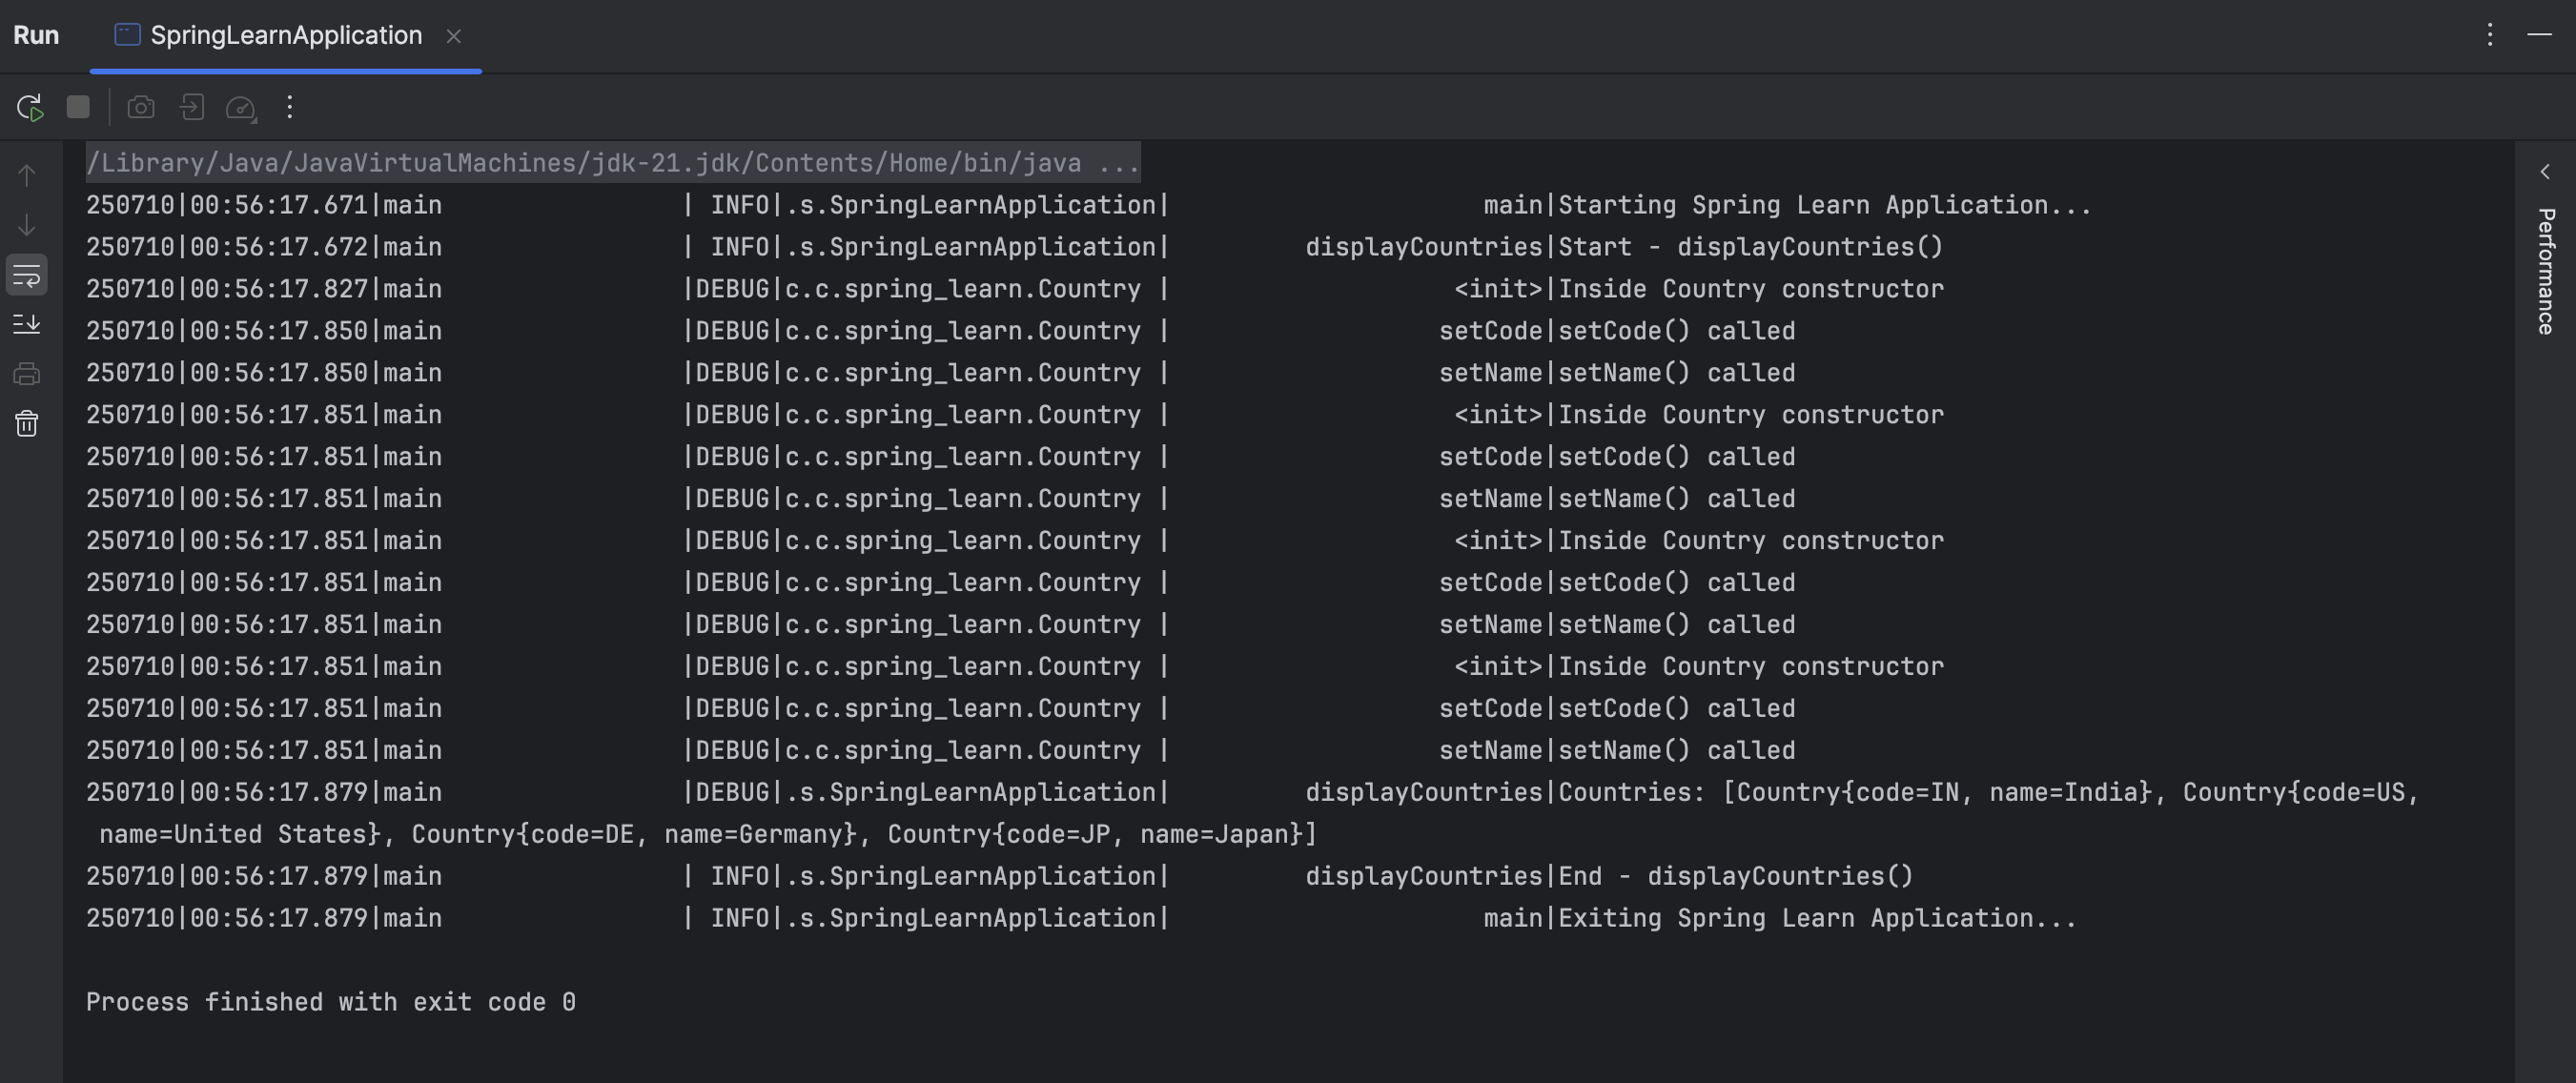 Run SpringLearnApplication
/Library/Java/JavaVirtualMachines/jdk-21.jdk/Contents/Home/bin/java ...
250710|00:56:17.671|main                | INFO|.s.SpringLearnApplication|                     main|Starting Spring Learn Application...
250710|00:56:17.672|main                | INFO|.s.SpringLearnApplication|         displayCountries|Start - displayCountries()
250710|00:56:17.827|main                |DEBUG|c.c.spring_learn.Country |                   <init>|Inside Country constructor
250710|00:56:17.850|main                |DEBUG|c.c.spring_learn.Country |                  setCode|setCode() called
250710|00:56:17.850|main                |DEBUG|c.c.spring_learn.Country |                  setName|setName() called
250710|00:56:17.851|main                |DEBUG|c.c.spring_learn.Country |                   <init>|Inside Country constructor
250710|00:56:17.851|main                |DEBUG|c.c.spring_learn.Country |                  setCode|setCode() called
250710|00:56:17.851|main                |DEBUG|c.c.spring_learn.Country |                  setName|setName() called
250710|00:56:17.851|main                |DEBUG|c.c.spring_learn.Country |                   <init>|Inside Country constructor
250710|00:56:17.851|main                |DEBUG|c.c.spring_learn.Country |                  setCode|setCode() called
250710|00:56:17.851|main                |DEBUG|c.c.spring_learn.Country |                  setName|setName() called
250710|00:56:17.851|main                |DEBUG|c.c.spring_learn.Country |                   <init>|Inside Country constructor
250710|00:56:17.851|main                |DEBUG|c.c.spring_learn.Country |                  setCode|setCode() called
250710|00:56:17.851|main                |DEBUG|c.c.spring_learn.Country |                  setName|setName() called
250710|00:56:17.879|main                |DEBUG|.s.SpringLearnApplication|         displayCountries|Countries: [Country{code=IN, name=India}, Country{code=US,
name=United States}, Country{code=DE, name=Germany}, Country{code=JP, name=Japan}]
250710|00:56:17.879|main                | INFO|.s.SpringLearnApplication|         displayCountries|End - displayCountries()
250710|00:56:17.879|main                | INFO|.s.SpringLearnApplication|                     main|Exiting Spring Learn Application...
Process finished with exit code 0
Performance